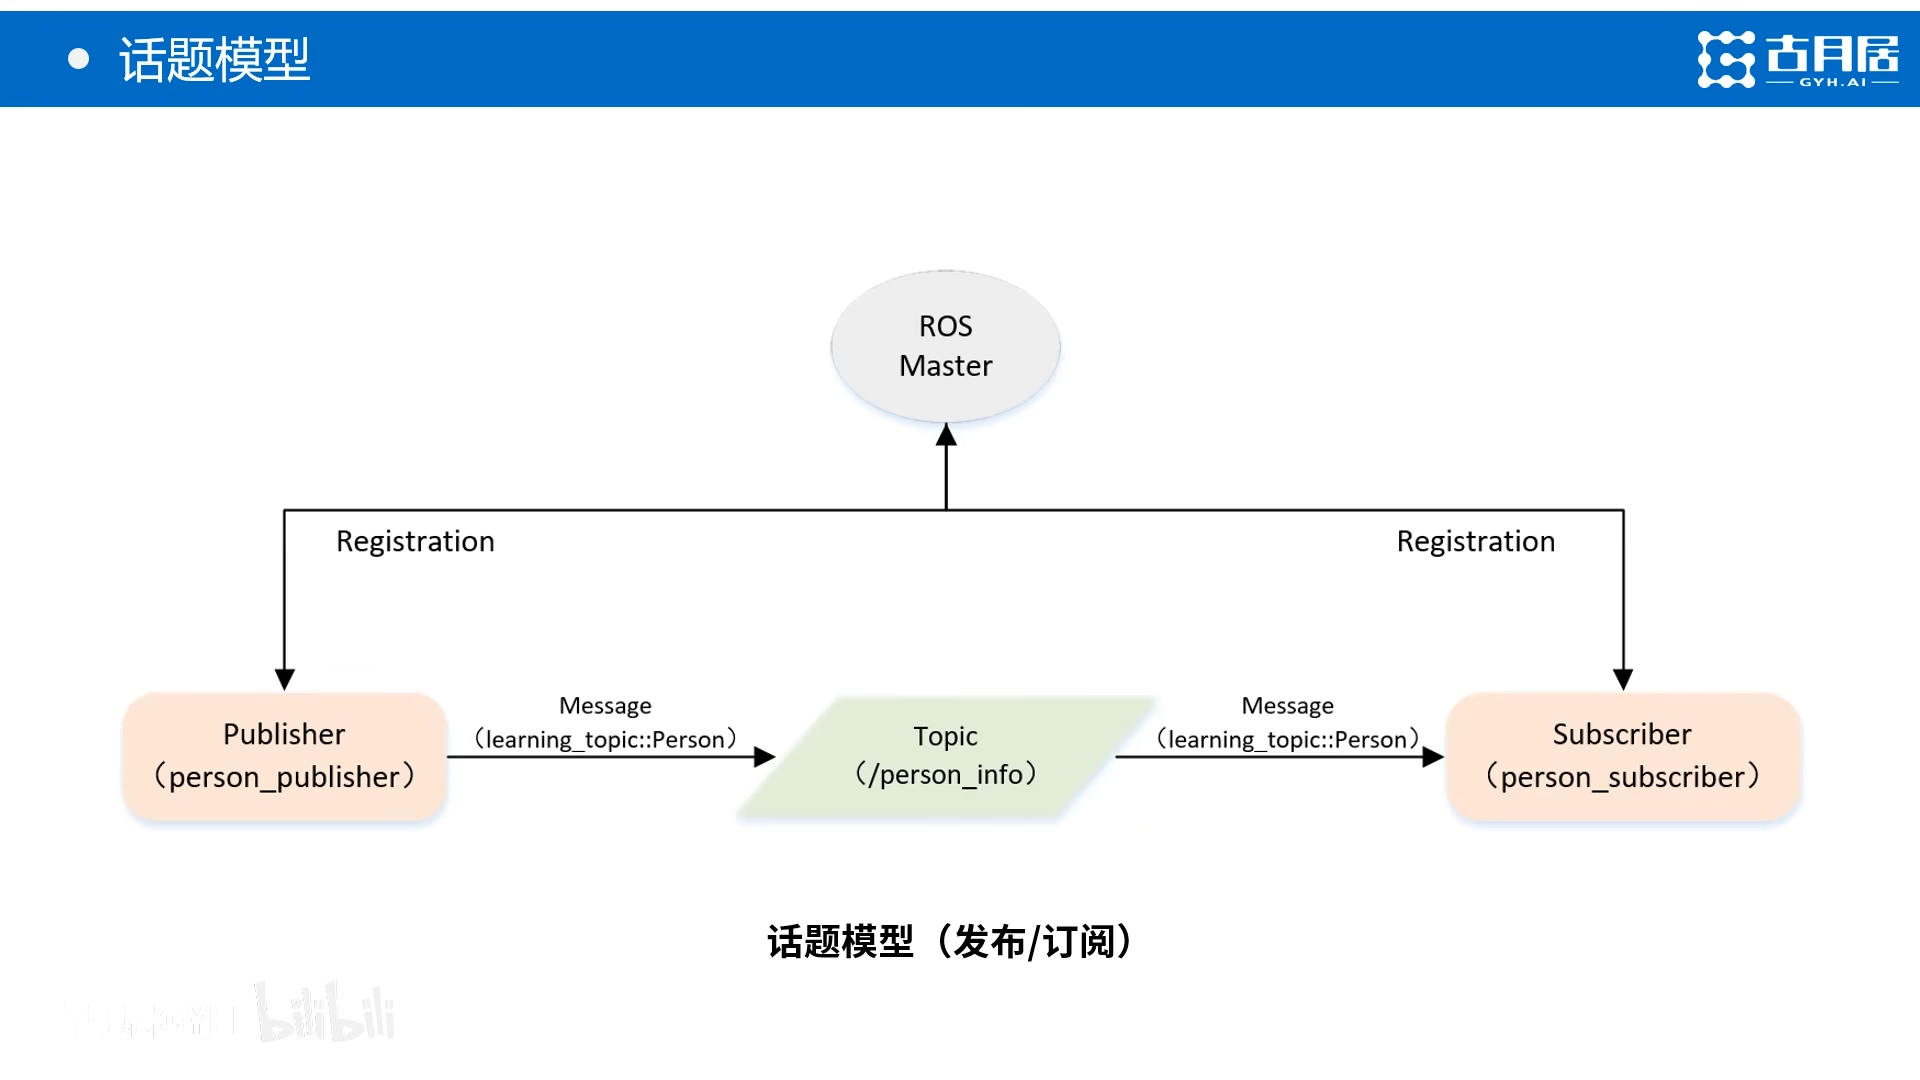 话题模型
古月居
GYH.AI
ROS
Master
Registration
Registration
Publisher
（person_publisher）
Message
（learning_topic::Person）
Topic
（/person_info）
Message
（learning_topic::Person）
Subscriber
（person_subscriber）
话题模型（发布/订阅）
bilibili